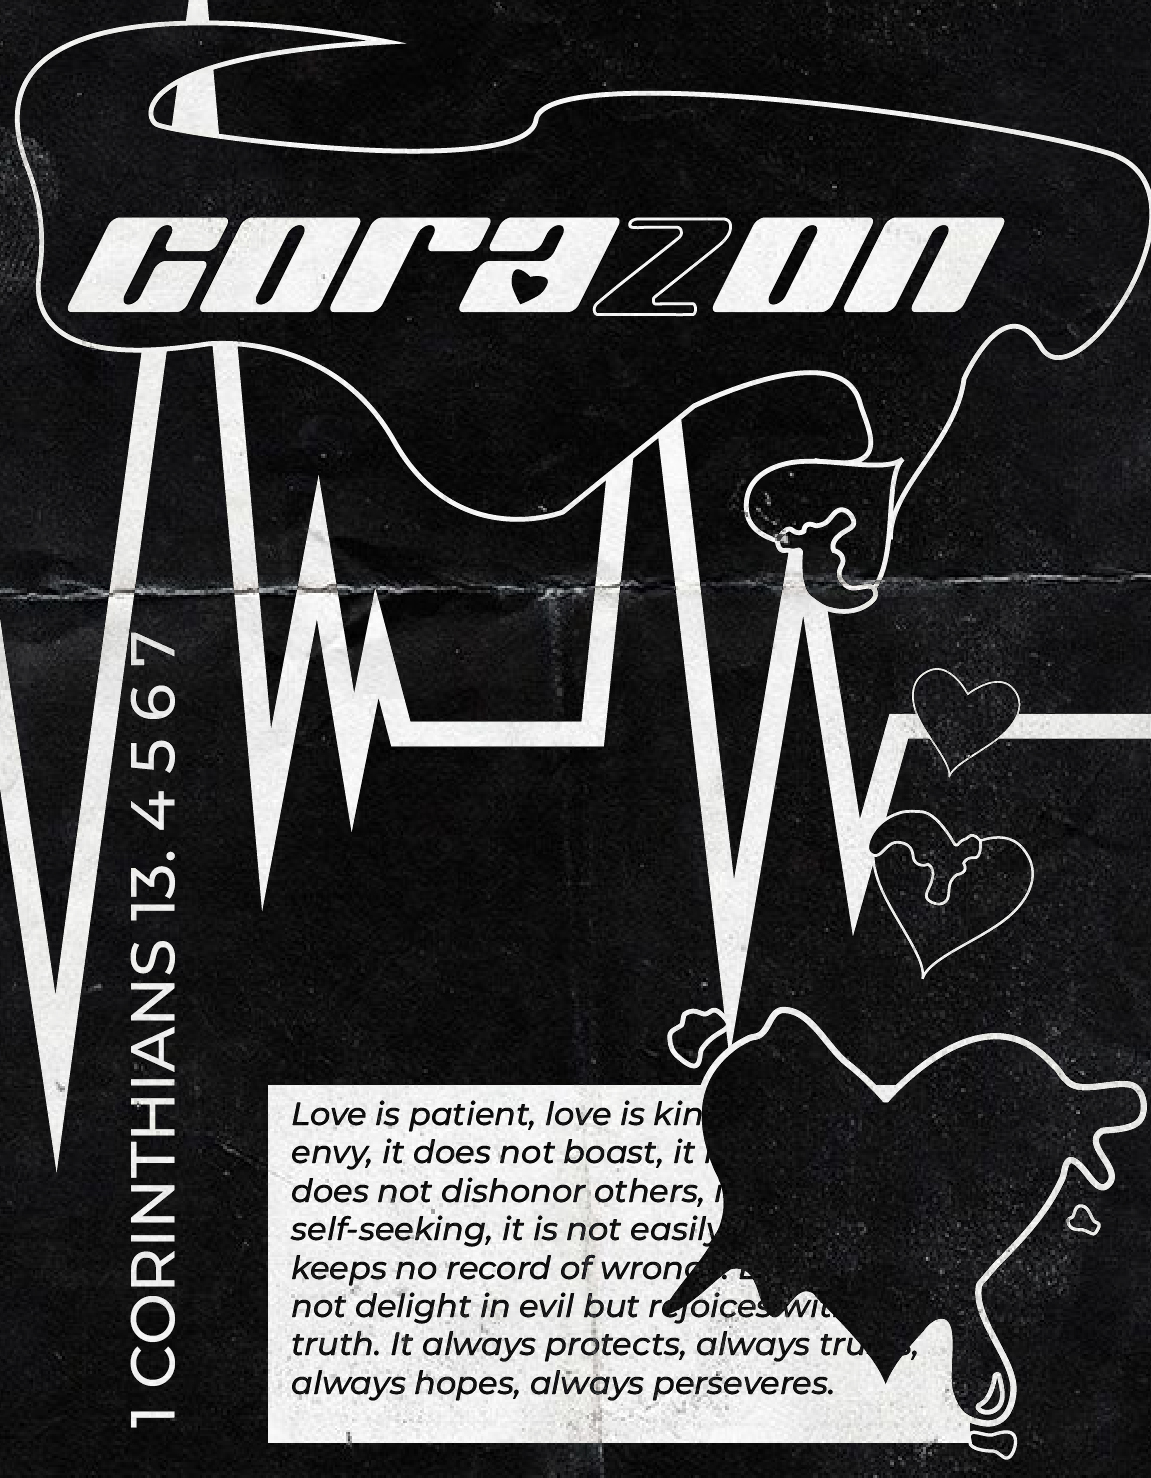 corazon
1 CORINTHIANS 13. 4 5 6 7
Love is patient, love is kin
envy, it does not boast, it
does not dishonor others,
self-seeking, it is not easily
keeps no record of wrong
not delight in evil but rejoices with
truth. It always protects, always trusts,
always hopes, always perseveres.